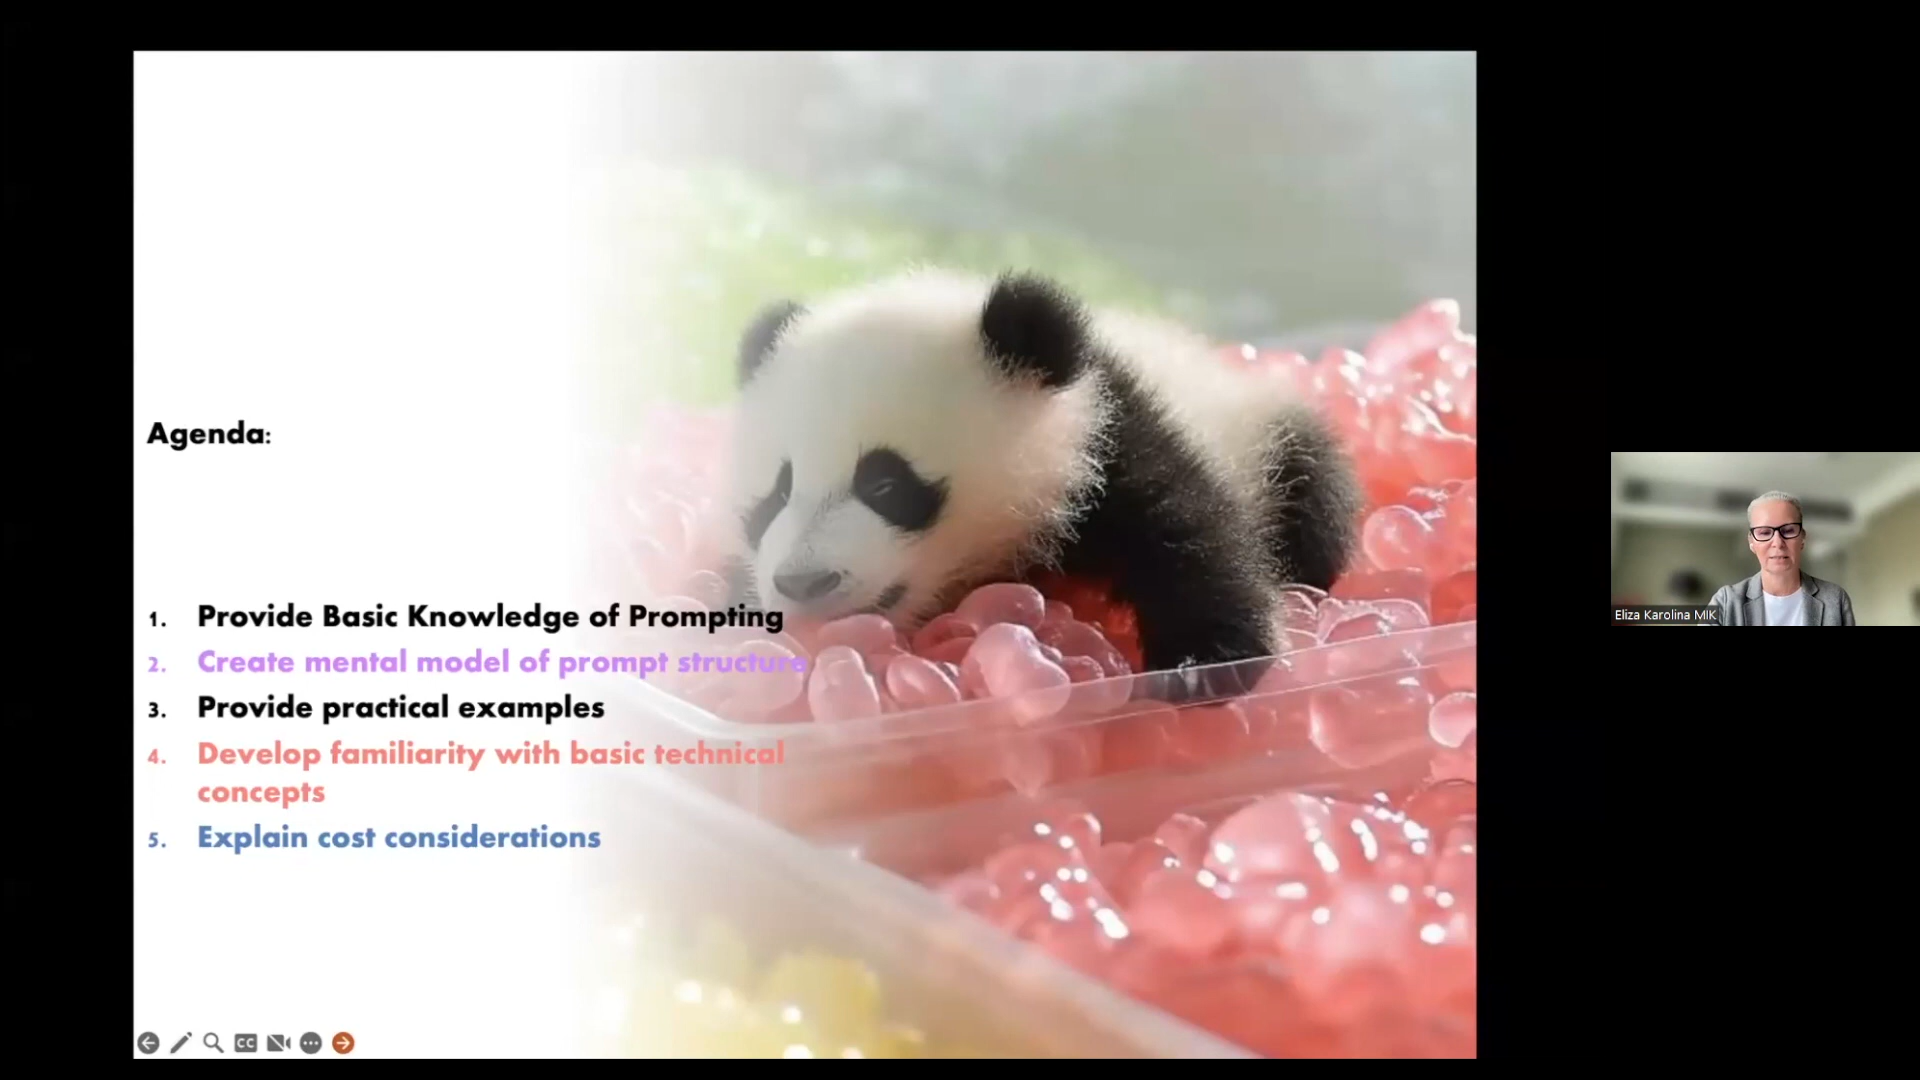 Agenda:
1. Provide Basic Knowledge of Prompting
2. Create mental model of prompt structure
3. Provide practical examples
4. Develop familiarity with basic technical
concepts
5. Explain cost considerations
Eliza Karolina MIK
CC